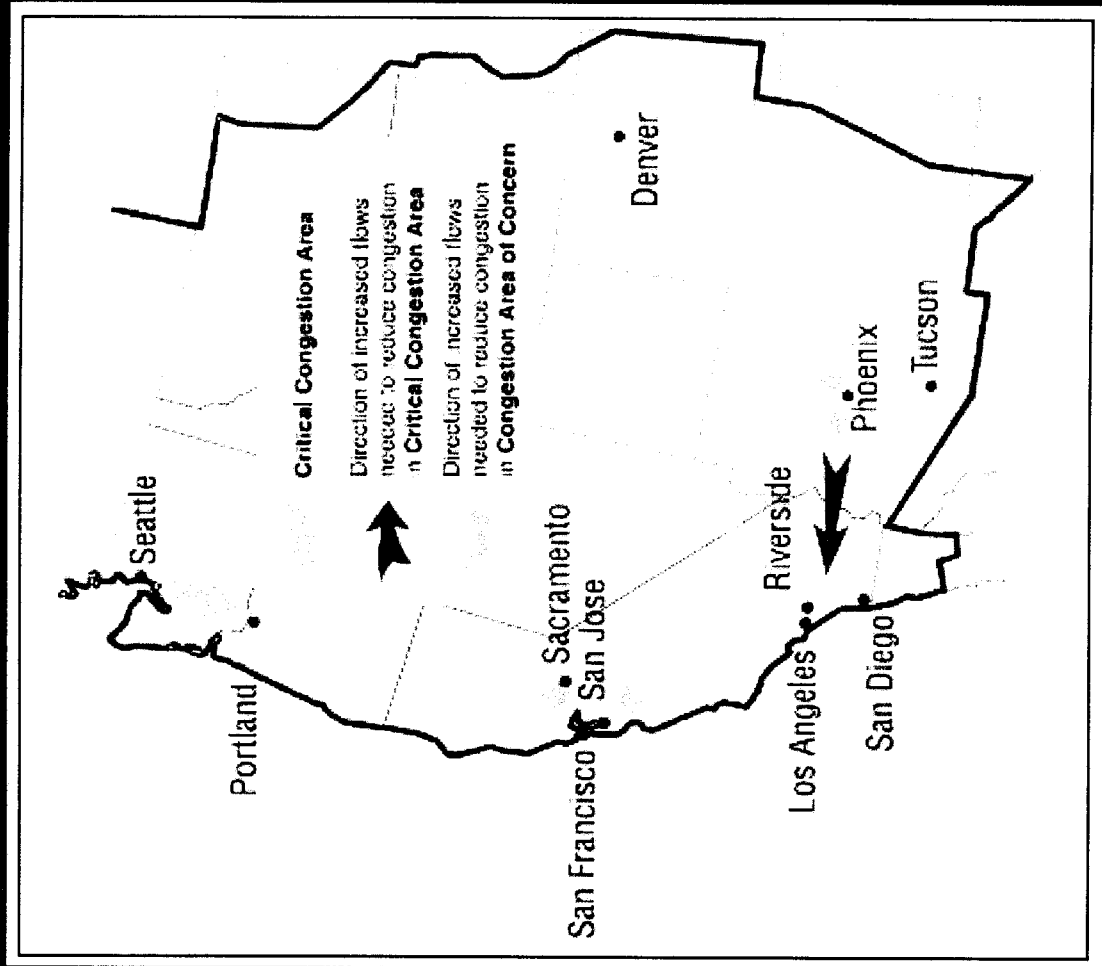 Seattle
Portland
Critical Congestion Area
Direction of increased flows
needed to reduce congestion
in Critical Congestion Area
Direction of increased flows
needed to reduce congestion
in Congestion Area of Concern
Sacramento
San Jose
San Francisco
Denver
Riverside
Los Angeles
San Diego
Phoenix
Tucson